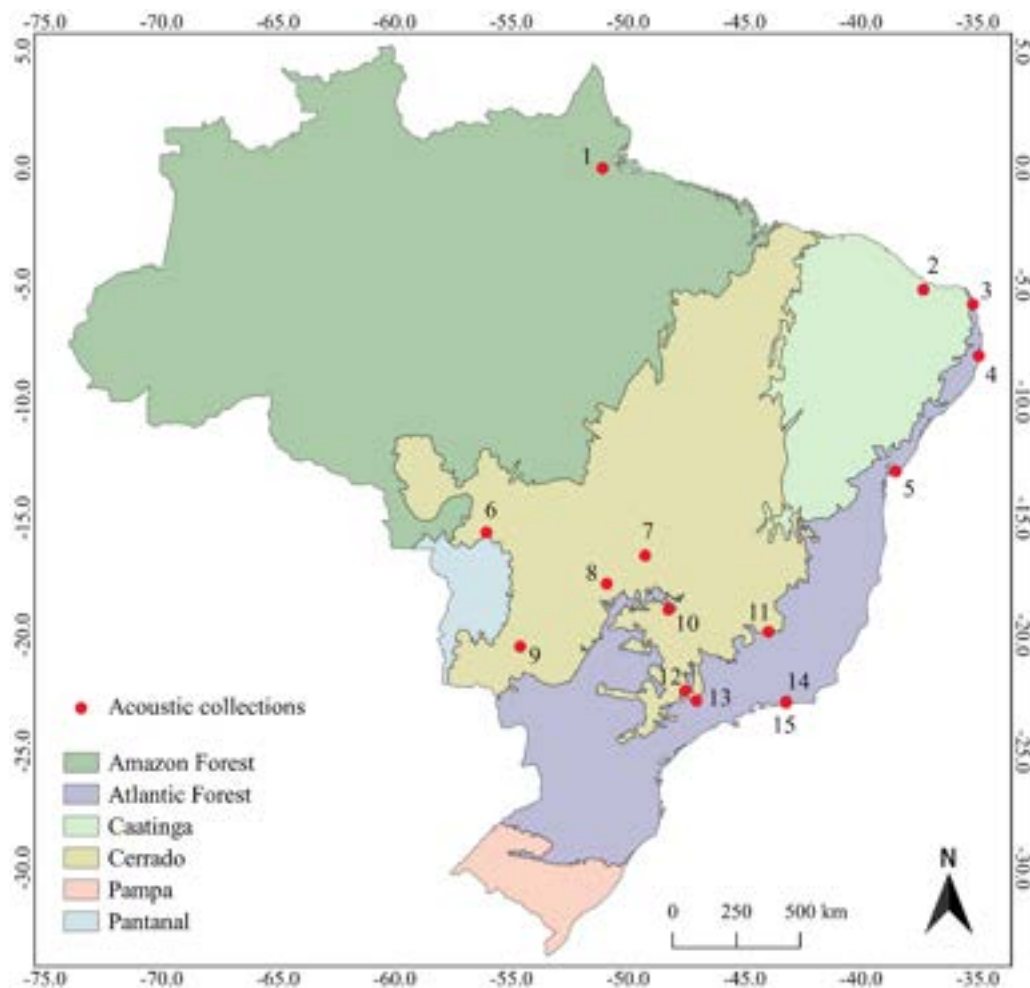 -75.0 -70.0 -65.0 -60.0 -55.0 -50.0 -45.0 -40.0 -35.0
5.0 5.0
1 0.0 0.0
2
-5.0 3 -5.0
4
-10.0 -10.0
5
-15.0 6 -15.0
7
8
10 11
-20.0 9 -20.0
12 13 14
Acoustic collections 15
-25.0 -25.0
Amazon Forest
Atlantic Forest
Caatinga
Cerrado
-30.0 N -30.0
Pampa
0 250 500 km
Pantanal
-75.0 -70.0 -65.0 -60.0 -55.0 -50.0 -45.0 -40.0 -35.0